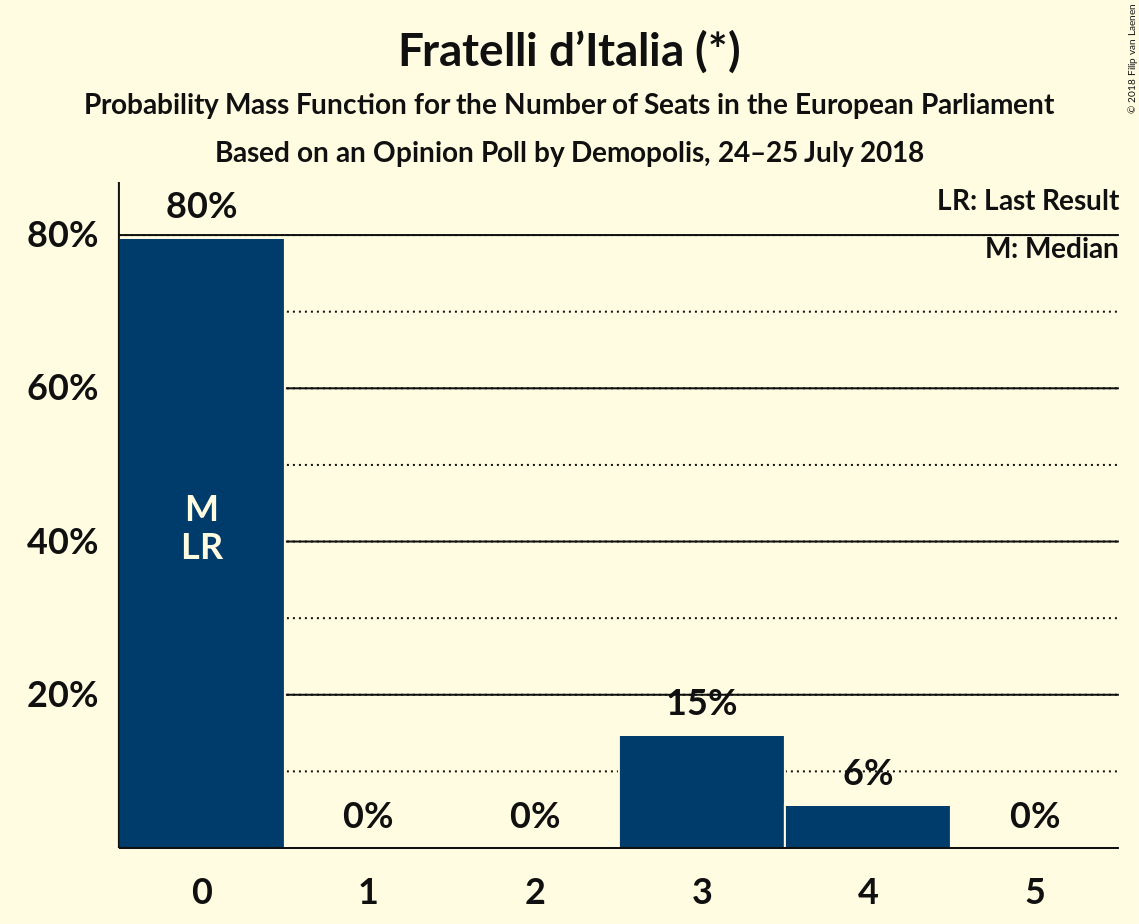 Fratelli d’Italia (*)
Probability Mass Function for the Number of Seats in the European Parliament
Based on an Opinion Poll by Demopolis, 24–25 July 2018
© 2018 Filip van Laenen
LR: Last Result
M: Median
80%
60%
40%
20%
80%
M
LR
0%
0%
15%
6%
0%
0
1
2
3
4
5